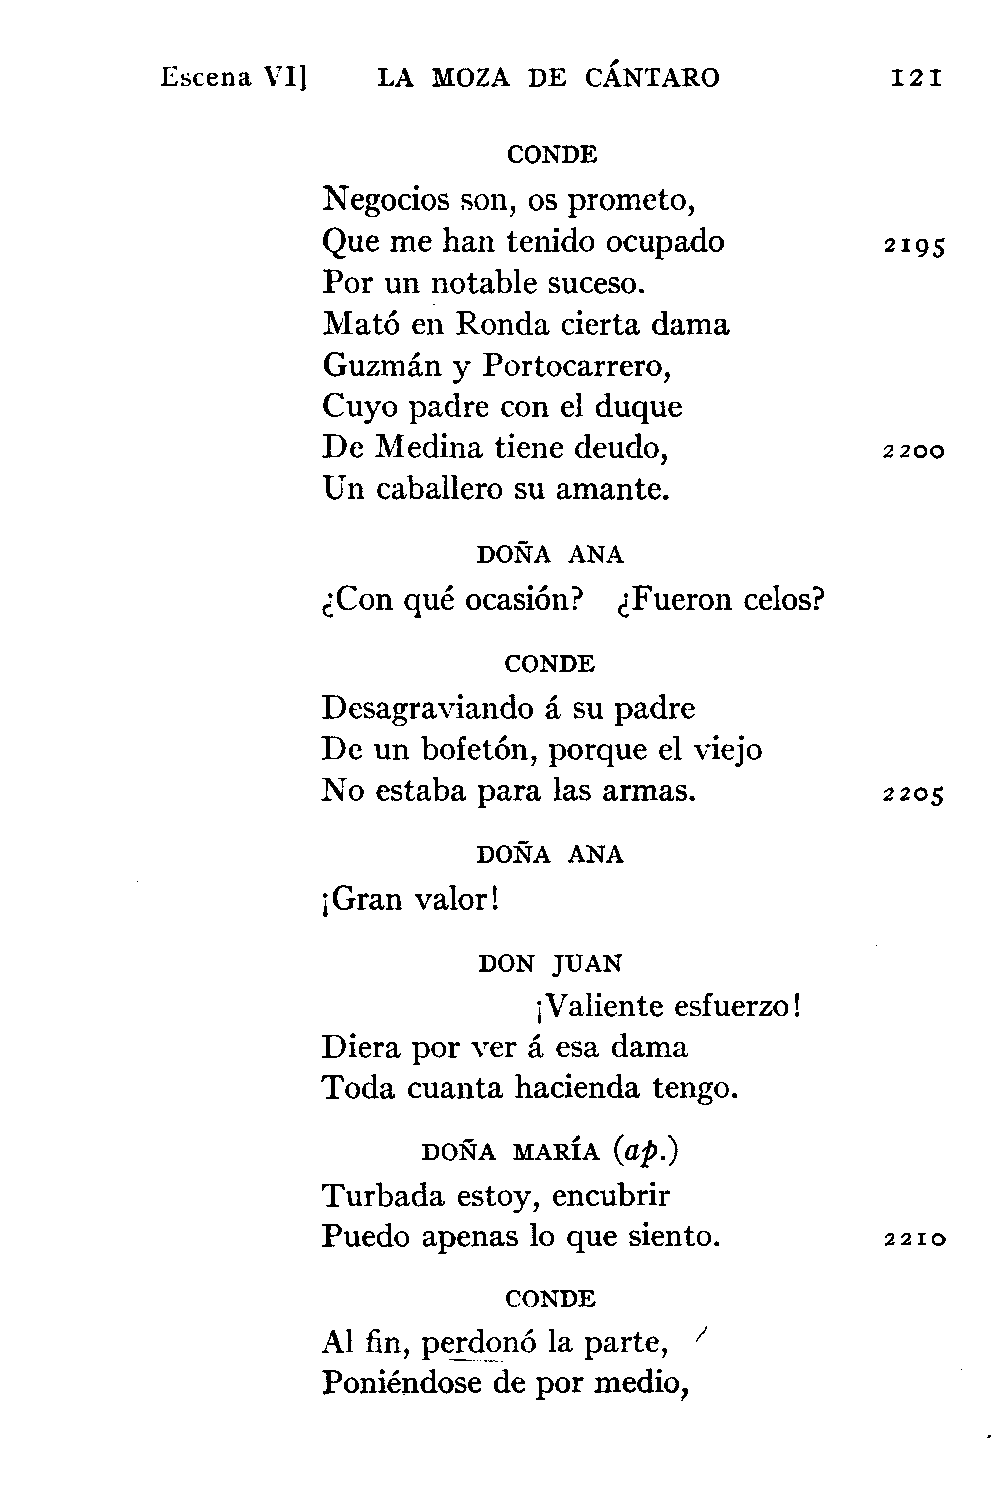 Escena VI] LA MOZA DE CÁNTARO 121
CONDE
Negocios son, os prometo,
Que me han tenido ocupado 2195
Por un notable suceso.
Mató en Ronda cierta dama
Guzmán y Portocarrero,
Cuyo padre con el duque
De Medina tiene deudo, 2200
Un caballero su amante.
DOÑA ANA
¿Con qué ocasión? ¿Fueron celos?
CONDE
Desagraviando á su padre
De un bofetón, porque el viejo
No estaba para las armas. 2205
DOÑA ANA
¡Gran valor!
DON JUAN
¡Valiente esfuerzo!
Diera por ver á esa dama
Toda cuanta hacienda tengo.
DOÑA MARÍA (ap.)
Turbada estoy, encubrir
Puedo apenas lo que siento. 2210
CONDE
Al fin, perdonó la parte,
Poniéndose de por medio,